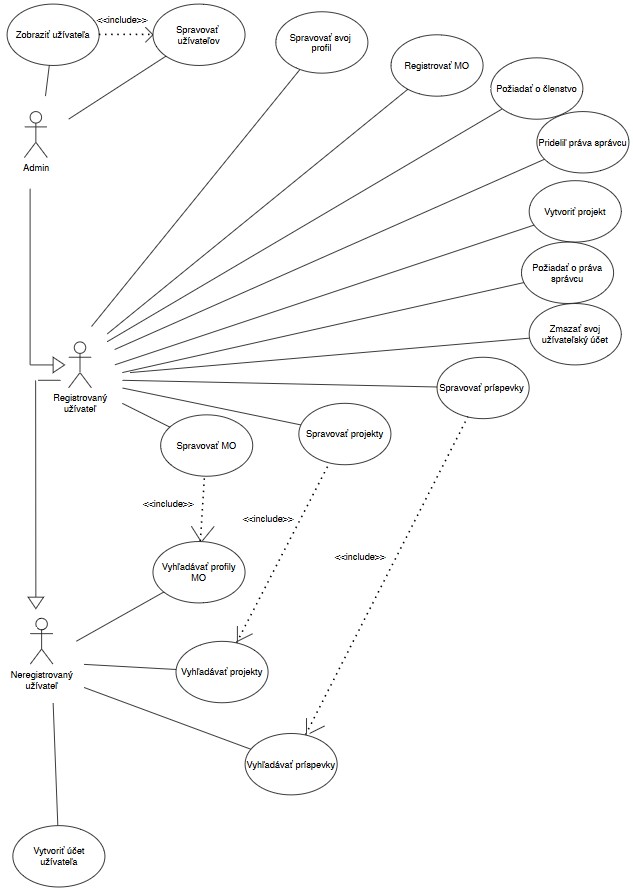 Zobraziť užívateľa
<<include>>
Spravovať
užívateľov
Spravovať svoj
profil
Registrovať MO
Požiadať o členstvo
Prideliľ práva správcu
Admin
Vytvoriť projekt
Požiadať o práva
správcu
Zmazať svoj
užívateľský účet
Registrovaný
užívateľ
Spravovať príspevky
Spravovať projekty
Spravovať MO
<<include>>
<<include>>
<<include>>
Vyhľadávať profily
MO
Neregistrovaný
užívateľ
Vyhľadávať projekty
Vyhľadávať príspevky
Vytvoriť účet
užívateľa